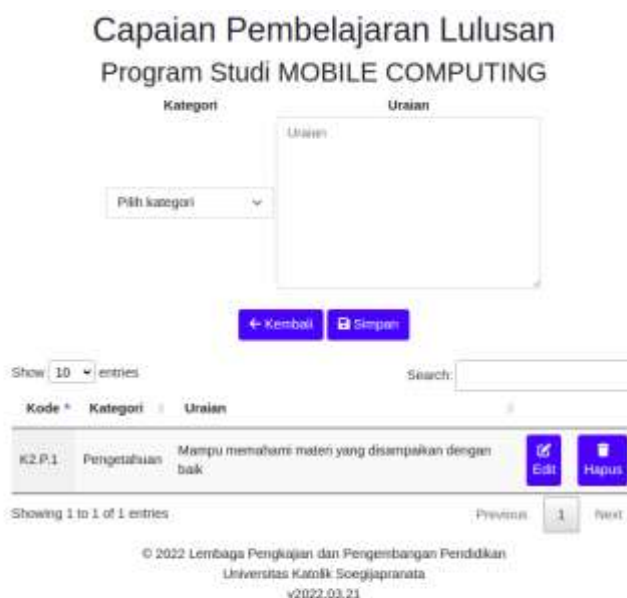 Capaian Pembelajaran Lulusan
Program Studi MOBILE COMPUTING
Kategori Uraian
Uraian
Pilih kategori
Kembali Simpan
Show 10 entries Search:
Kode Kategori Uraian
K2.P.1 Pengetahuan Mampu memahami materi yang disampaikan dengan
baik
Edit Hapus
Showing 1 to 1 of 1 entries Previous 1 Next
© 2022 Lembaga Pengkajian dan Pengembangan Pendidikan
Universitas Katolik Soegijapranata
v2022.03.21